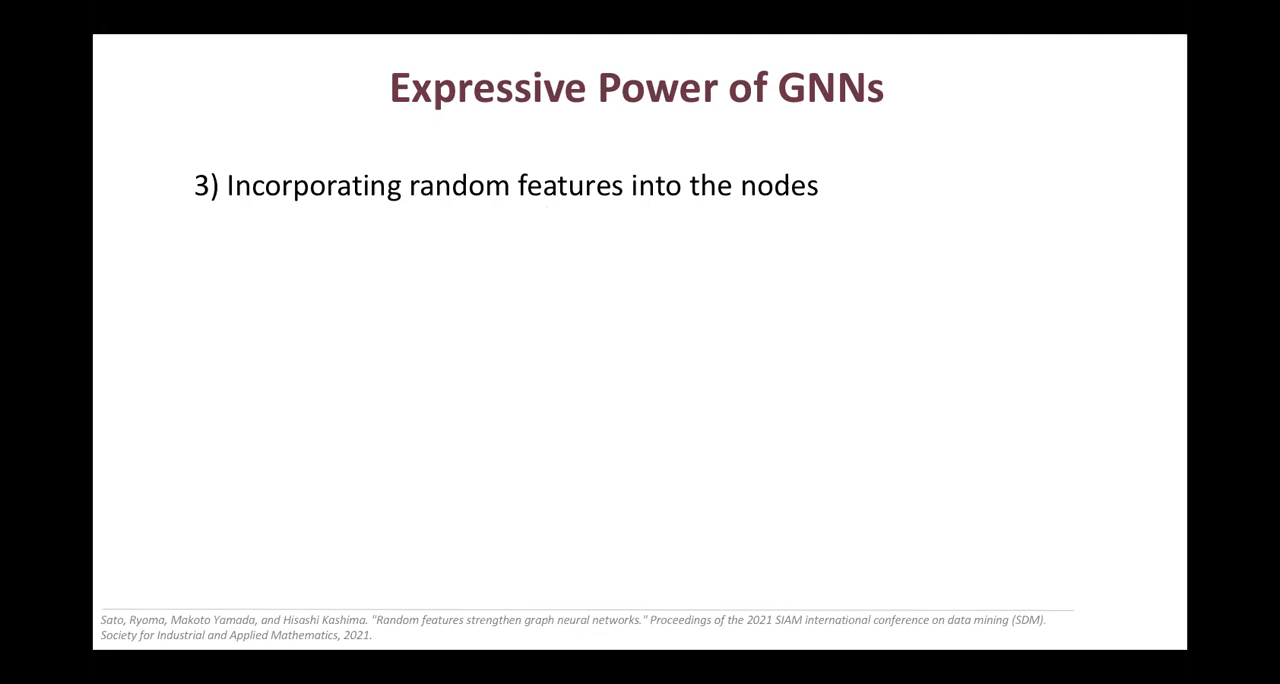 Expressive Power of GNNs
3) Incorporating random features into the nodes
Sato, Ryoma, Makoto Yamada, and Hisashi Kashima. "Random features strengthen graph neural networks." Proceedings of the 2021 SIAM international conference on data mining (SDM).
Society for Industrial and Applied Mathematics, 2021.